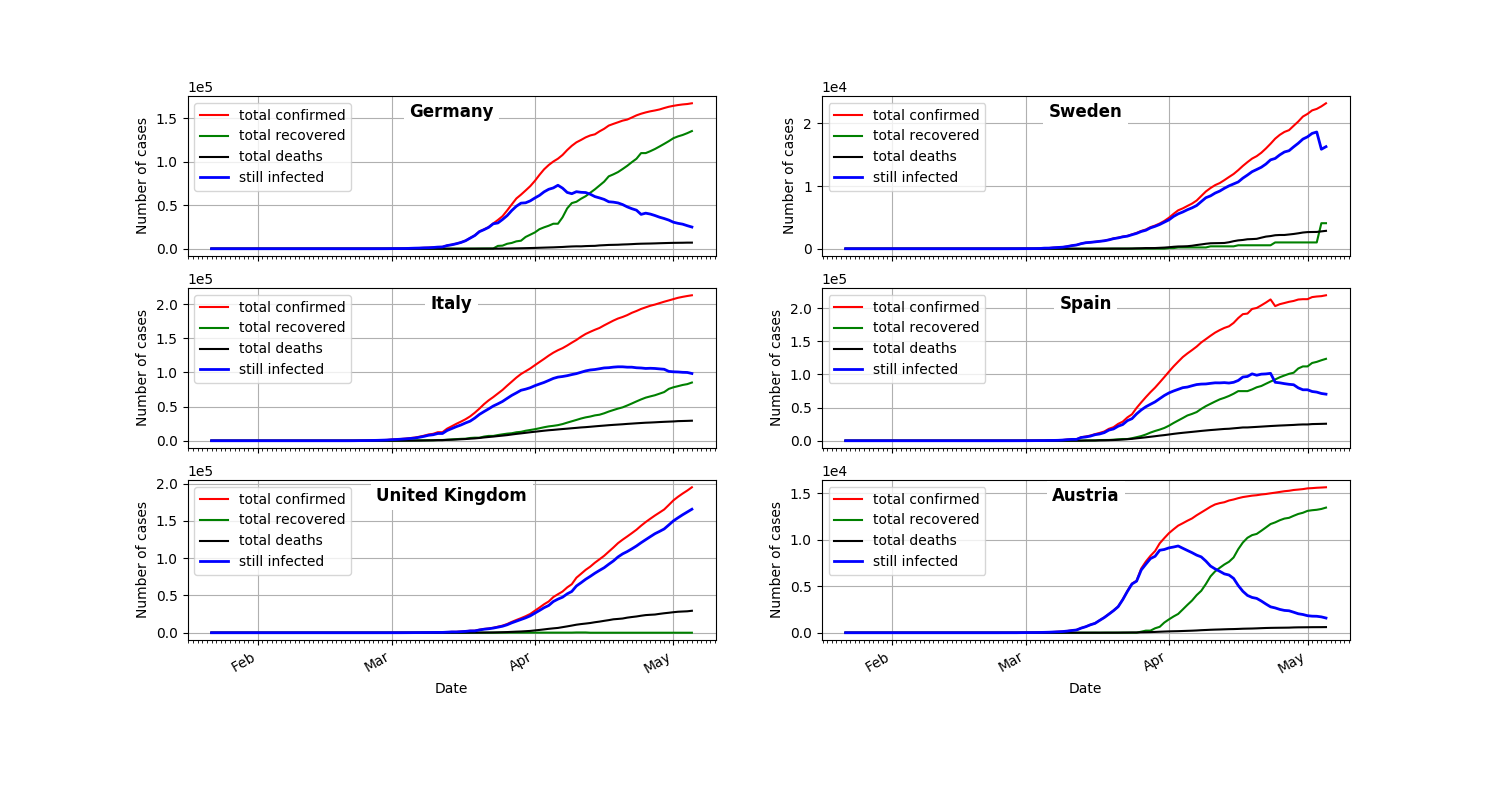 1e5
Germany
Number of cases
1.5
1.0
0.5
0.0
total confirmed
total recovered
total deaths
still infected
1e4
Sweden
Number of cases
2
1
0
total confirmed
total recovered
total deaths
still infected
1e5
Italy
Number of cases
2.0
1.5
1.0
0.5
0.0
total confirmed
total recovered
total deaths
still infected
1e5
Spain
Number of cases
2.0
1.5
1.0
0.5
0.0
total confirmed
total recovered
total deaths
still infected
1e5
United Kingdom
Number of cases
2.0
1.5
1.0
0.5
0.0
total confirmed
total recovered
total deaths
still infected
Feb
Mar
Apr
May
Date
1e4
Austria
Number of cases
1.5
1.0
0.5
0.0
total confirmed
total recovered
total deaths
still infected
Feb
Mar
Apr
May
Date